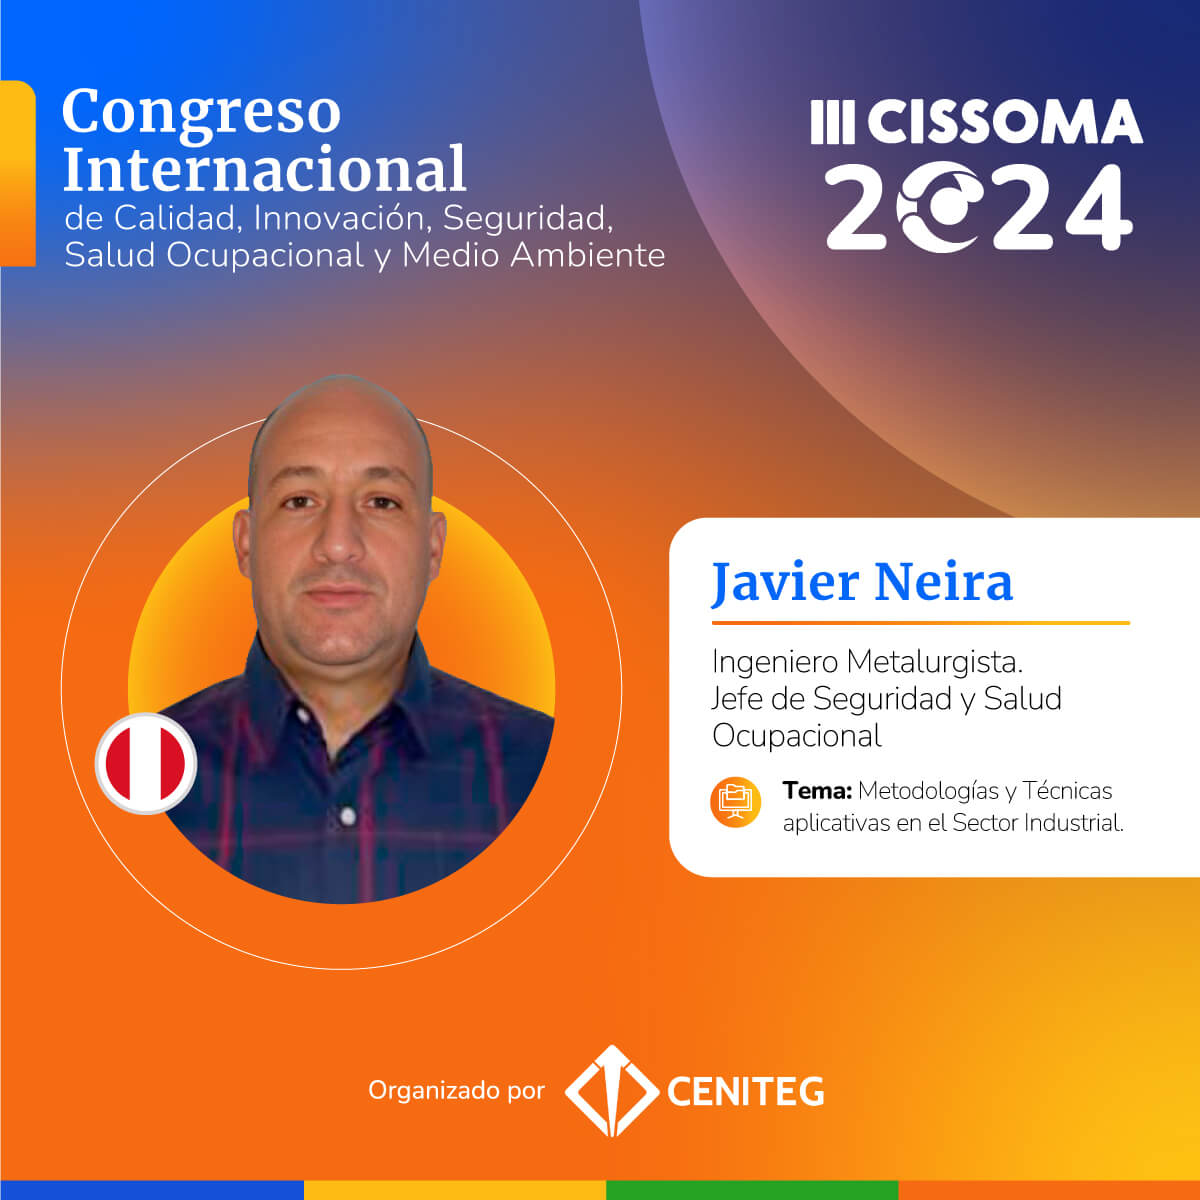 Congreso
Internacional
de Calidad, Innovación, Seguridad,
Salud Ocupacional y Medio Ambiente
III CISSOMA
2024
Javier Neira
Ingeniero Metalurgista.
Jefe de Seguridad y Salud
Ocupacional
Tema: Metodologías y Técnicas
aplicativas en el Sector Industrial.
Organizado por CENITEG